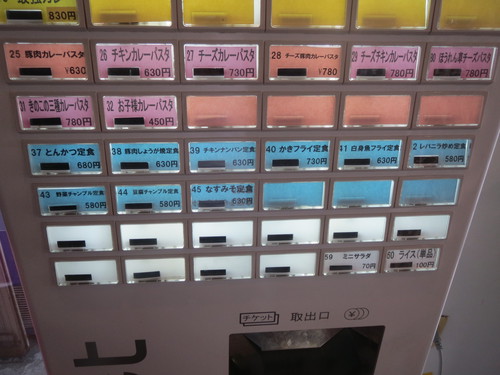 830円
25 豚肉カレーパスタ ¥630
26 チキンカレーパスタ 630円
27 チーズカレーパスタ 730円
28 チーズ豚肉カレーパスタ ¥780
29 チーズチキンカレーパスタ 780円
30 ほうれん草チーズパスタ 780円
31 きのこの三種カレーパスタ 780円
32 お子様カレーパスタ 450円
37 とんかつ定食 680円
38 豚肉しょうが焼定食 630円
39 チキンナンバン定食 630円
40 かきフライ定食 730円
41 白身魚フライ定食 630円
2 レバニラ炒め定食 580円
43 野菜チャンプル定食 580円
44 豆腐チャンプル定食 580円
45 なすみそ定食 630円
59 ミニサラダ 70円
60 ライス(単品) 100円
チケット 取出口